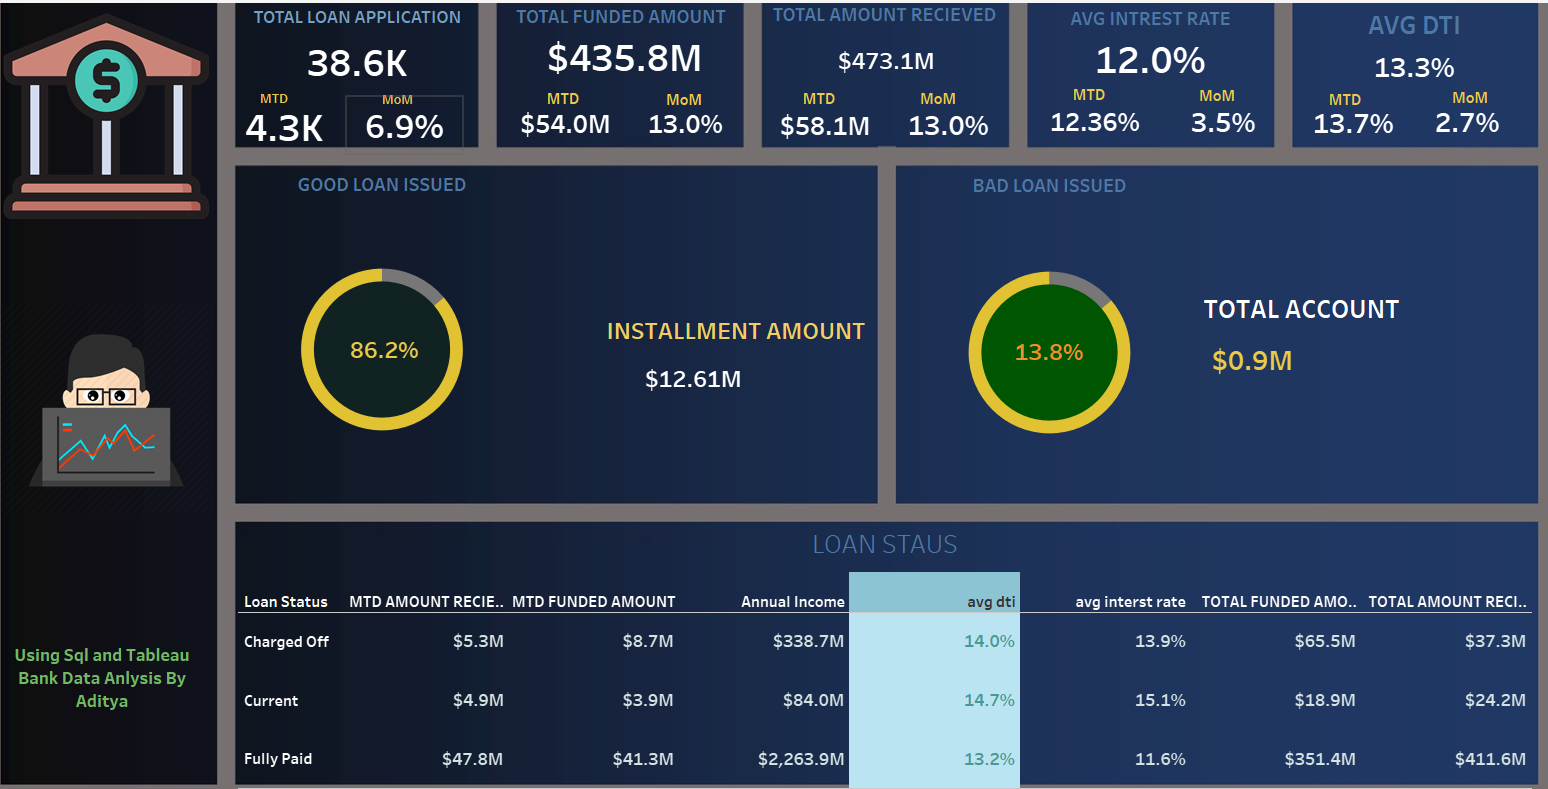 TOTAL LOAN APPLICATION
38.6K
MTD MoM
4.3K 6.9%
TOTAL FUNDED AMOUNT
$435.8M
MTD MoM
$54.0M 13.0%
TOTAL AMOUNT RECIEVED
$473.1M
MTD MoM
$58.1M 13.0%
AVG INTREST RATE
12.0%
MTD MoM
12.36% 3.5%
AVG DTI
13.3%
MTD MoM
13.7% 2.7%
GOOD LOAN ISSUED
86.2%
INSTALLMENT AMOUNT
$12.61M
BAD LOAN ISSUED
13.8%
TOTAL ACCOUNT
$0.9M
Using Sql and Tableau
Bank Data Anlysis By
Aditya
LOAN STAUS
Loan Status MTD AMOUNT RECIE.. MTD FUNDED AMOUNT Annual Income avg dti avg interst rate TOTAL FUNDED AMO.. TOTAL AMOUNT RECI..
Charged Off $5.3M $8.7M $338.7M 14.0% 13.9% $65.5M $37.3M
Current $4.9M $3.9M $84.0M 14.7% 15.1% $18.9M $24.2M
Fully Paid $47.8M $41.3M $2,263.9M 13.2% 11.6% $351.4M $411.6M